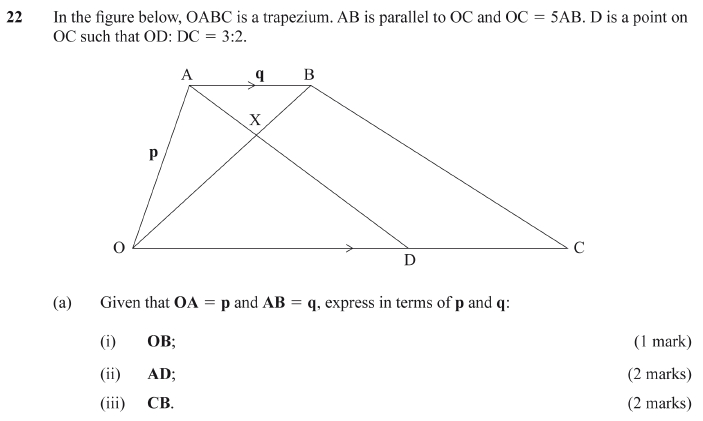 22 In the figure below, OABC is a trapezium. AB is parallel to OC and OC = 5AB. D is a point on
OC such that OD: DC = 3:2.
A q B
X
p
O C
D
(a) Given that OA = p and AB = q, express in terms of p and q:
(i) OB; (1 mark)
(ii) AD; (2 marks)
(iii) CB. (2 marks)